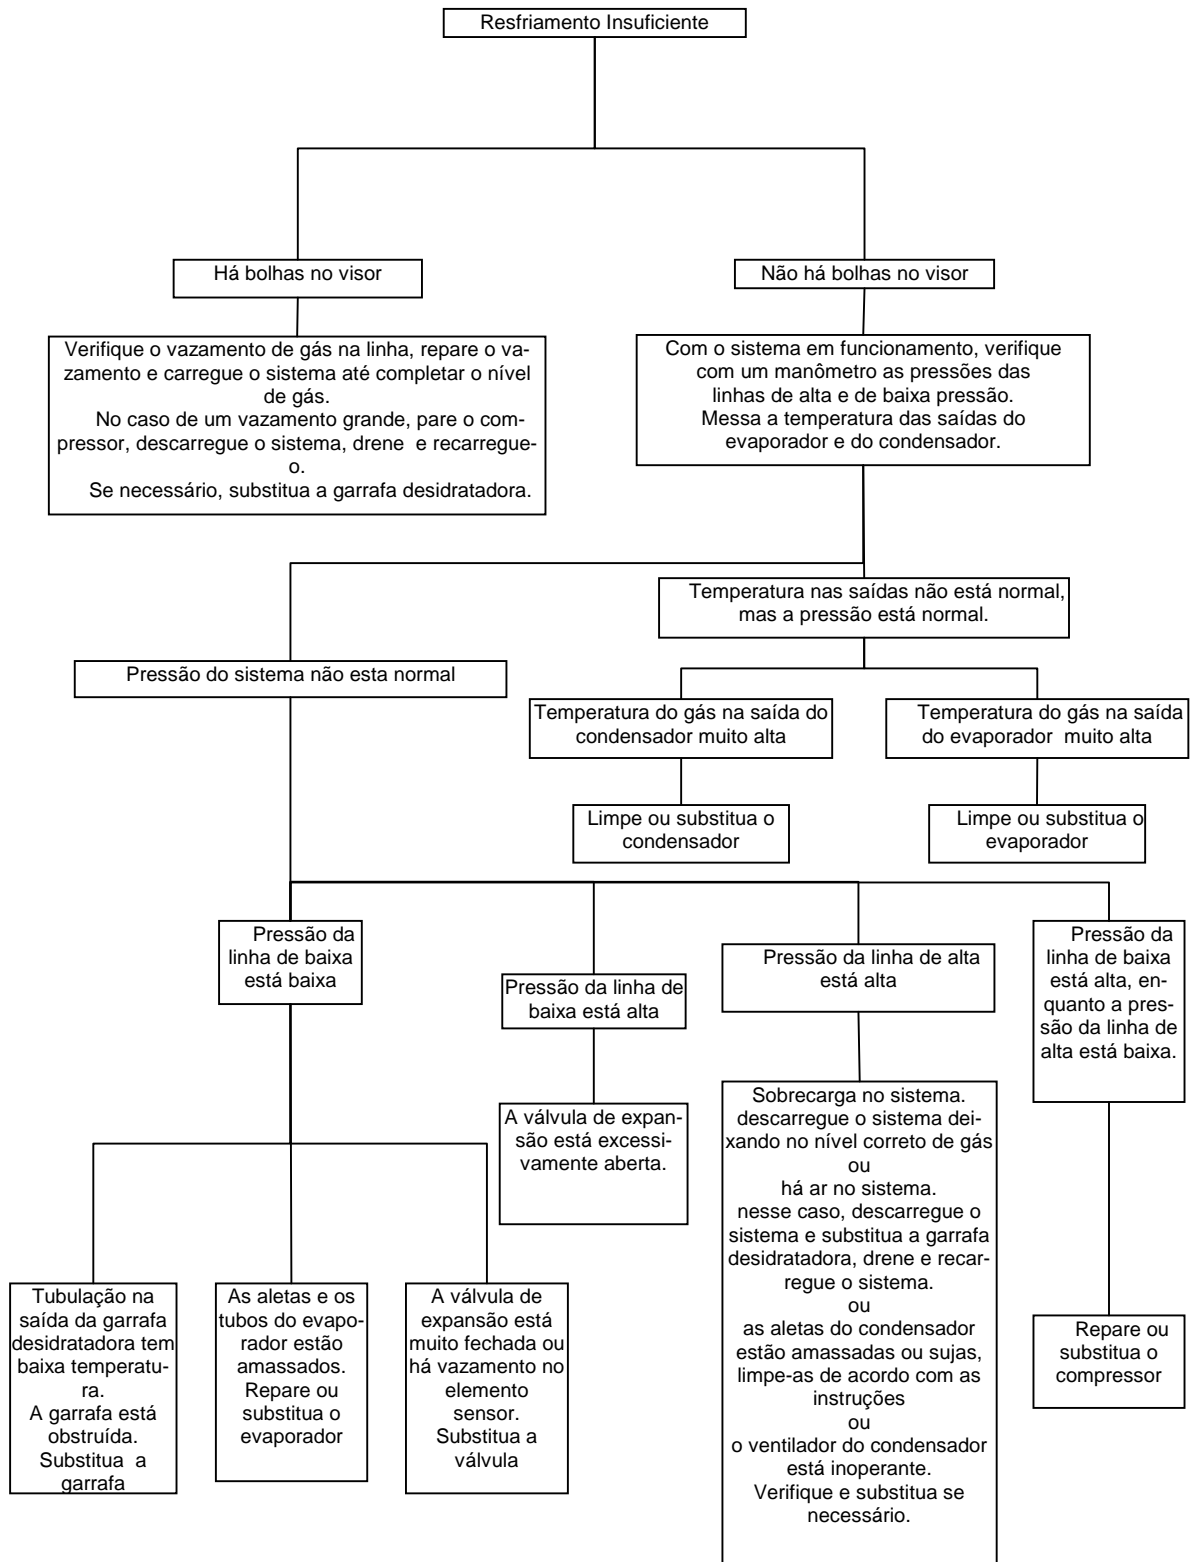 Resfriamento Insuficiente
Há bolhas no visor
Não há bolhas no visor
Verifique o vazamento de gás na linha, repare o va-
zamento e carregue o sistema até completar o nível
de gás.
No caso de um vazamento grande, pare o com-
pressor, descarregue o sistema, drene e recarregue-
o.
Se necessário, substitua a garrafa desidratadora.
Com o sistema em funcionamento, verifique
com um manômetro as pressões das
linhas de alta e de baixa pressão.
Messa a temperatura das saídas do
evaporador e do condensador.
Temperatura nas saídas não está normal,
mas a pressão está normal.
Pressão do sistema não esta normal
Temperatura do gás na saída do
condensador muito alta
Temperatura do gás na saída
do evaporador muito alta
Limpe ou substitua o
condensador
Limpe ou substitua o
evaporador
Pressão da
linha de baixa
está baixa
Pressão da linha de
baixa está alta
Pressão da linha de alta
está alta
Pressão da
linha de baixa
está alta, en-
quanto a pres-
são da linha de
alta está baixa.
A válvula de expan-
são está excessi-
vamente aberta.
Sobrecarga no sistema.
descarregue o sistema dei-
xando no nível correto de gás
ou
há ar no sistema.
nesse caso, descarregue o
sistema e substitua a garrafa
desidratadora, drene e recar-
regue o sistema.
ou
as aletas do condensador
estão amassadas ou sujas,
limpe-as de acordo com as
instruções
ou
o ventilador do condensador
está inoperante.
Verifique e substitua se
necessário.
Tubulação na
saída da garrafa
desidratadora tem
baixa temperatu-
ra.
A garrafa está
obstruída.
Substitua a
garrafa
As aletas e os
tubos do evapo-
rador estão
amassados.
Repare ou
substitua o
evaporador
A válvula de
expansão está
muito fechada ou
há vazamento no
elemento
sensor.
Substitua a
válvula
Repare ou
substitua o
compressor